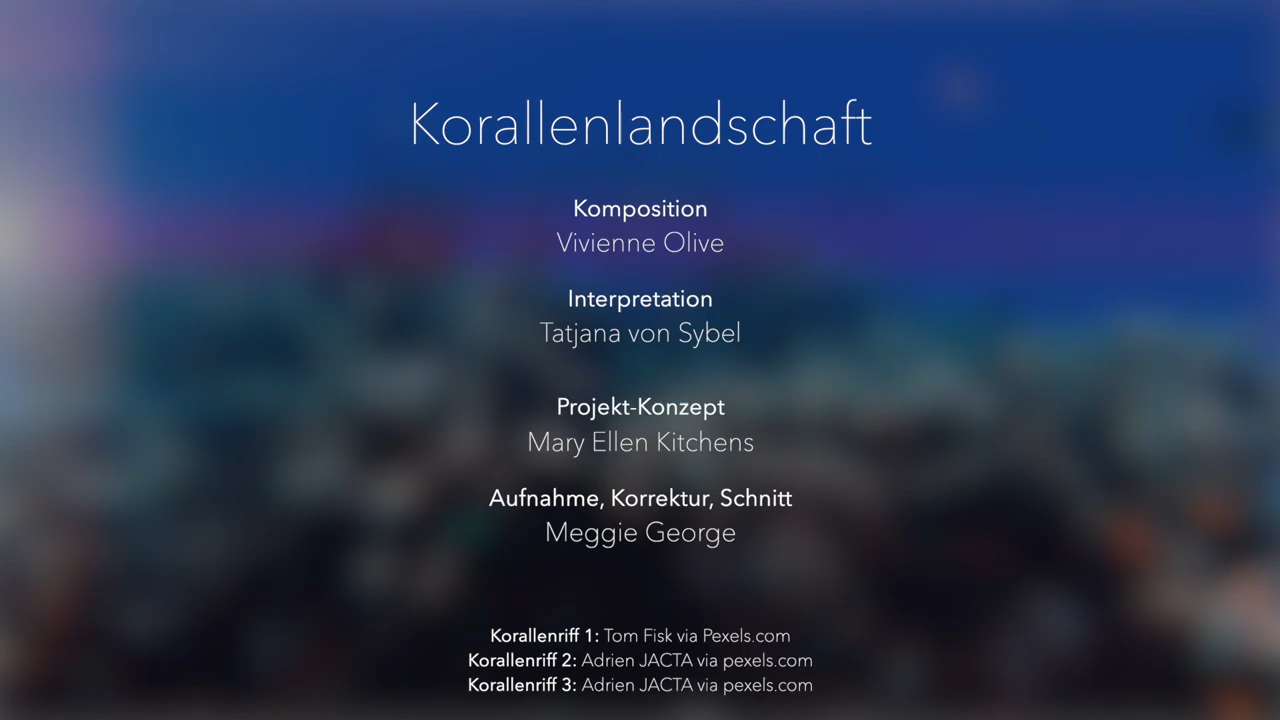 Korallenlandschaft
Komposition
Vivienne Olive
Interpretation
Tatjana von Sybel
Projekt-Konzept
Mary Ellen Kitchens
Aufnahme, Korrektur, Schnitt
Meggie George
Korallenriff 1: Tom Fisk via Pexels.com
Korallenriff 2: Adrien JACTA via pexels.com
Korallenriff 3: Adrien JACTA via pexels.com